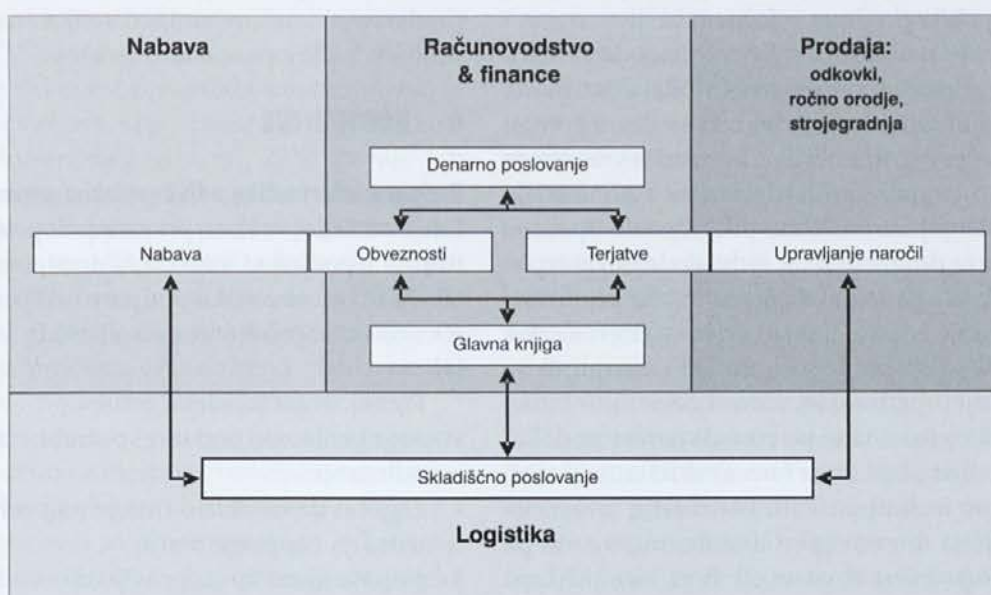 Nabava
Računovodstvo
& finance
Prodaja:
odkovki,
ročno orodje,
strojegradnja
Denarno poslovanje
Nabava
Obveznosti
Terjatve
Upravljanje naročil
Glavna knjiga
Skladiščno poslovanje
Logistika